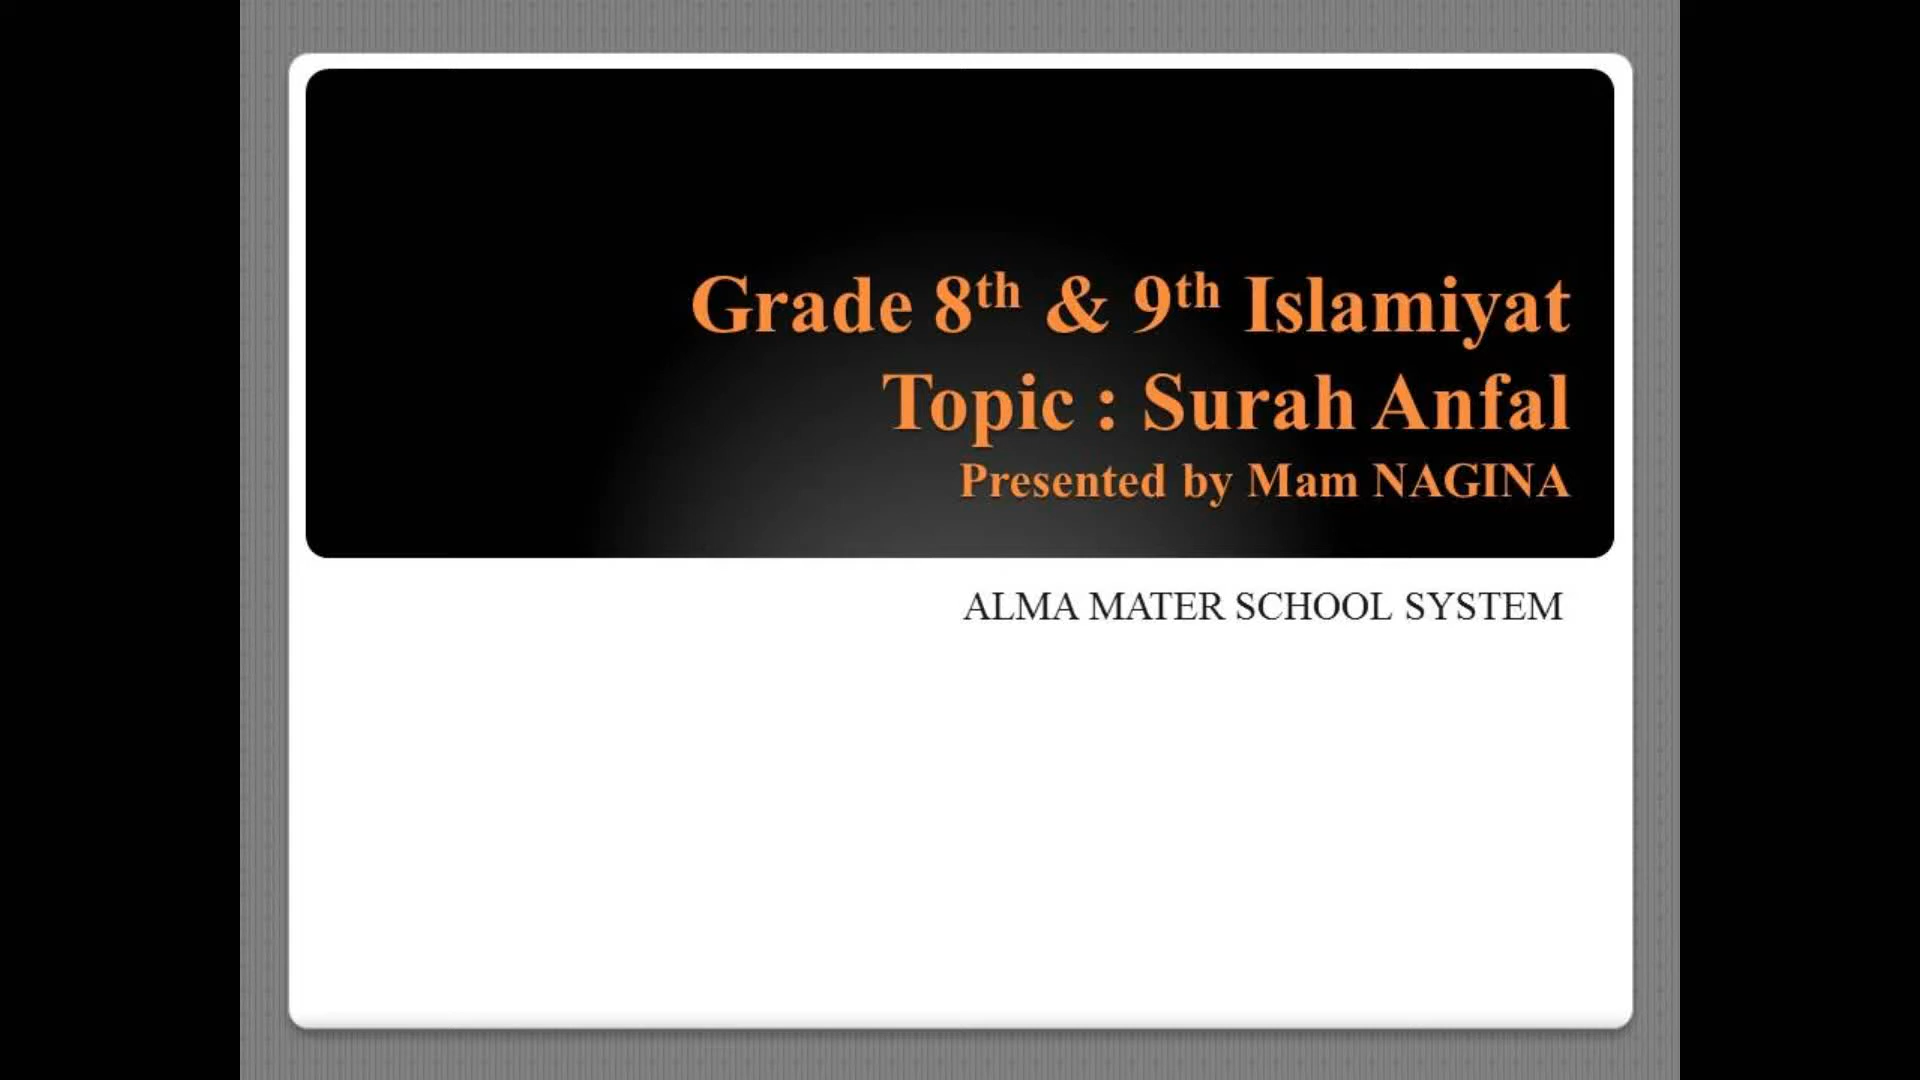 Grade 8th & 9th Islamiyat
Topic : Surah Anfal
Presented by Mam NAGINA
ALMA MATER SCHOOL SYSTEM